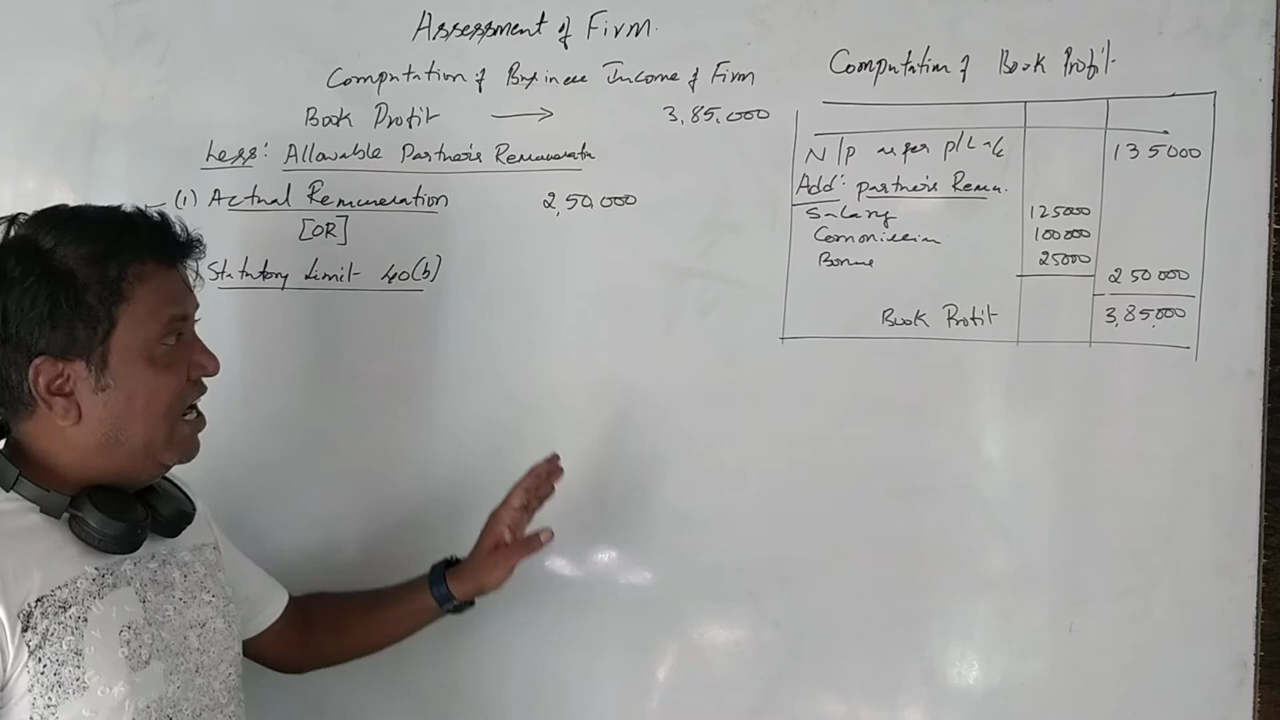 Assessment of Firm.
Computation of Business Income of Firm
Book Profit → 3,85,000
Less: Allowable Partner's Remuneratn
(1) Actual Remuneration 2,50,000
[OR]
) Statutory Limit - 40(b)
Computation of Book Profit
N/P as per P/L a/c 135000
Add: partner's Remu.
Salary 125000
Commission 100000
Bonus 25000
250000
Book Profit 3,85,000